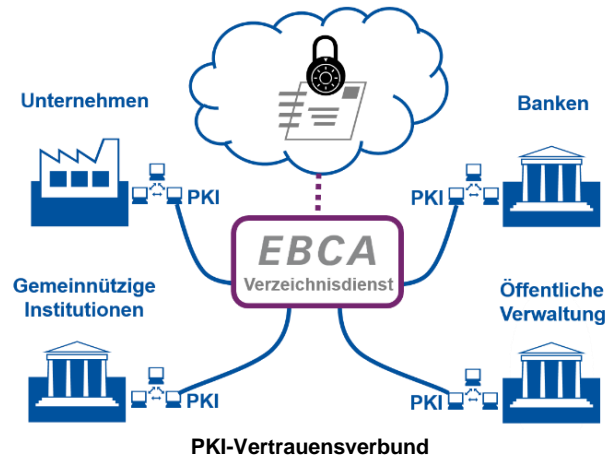 Unternehmen
Banken
PKI
PKI
EBCA
Verzeichnisdienst
Gemeinnützige
Institutionen
Öffentliche
Verwaltung
PKI
PKI
PKI-Vertrauensverbund